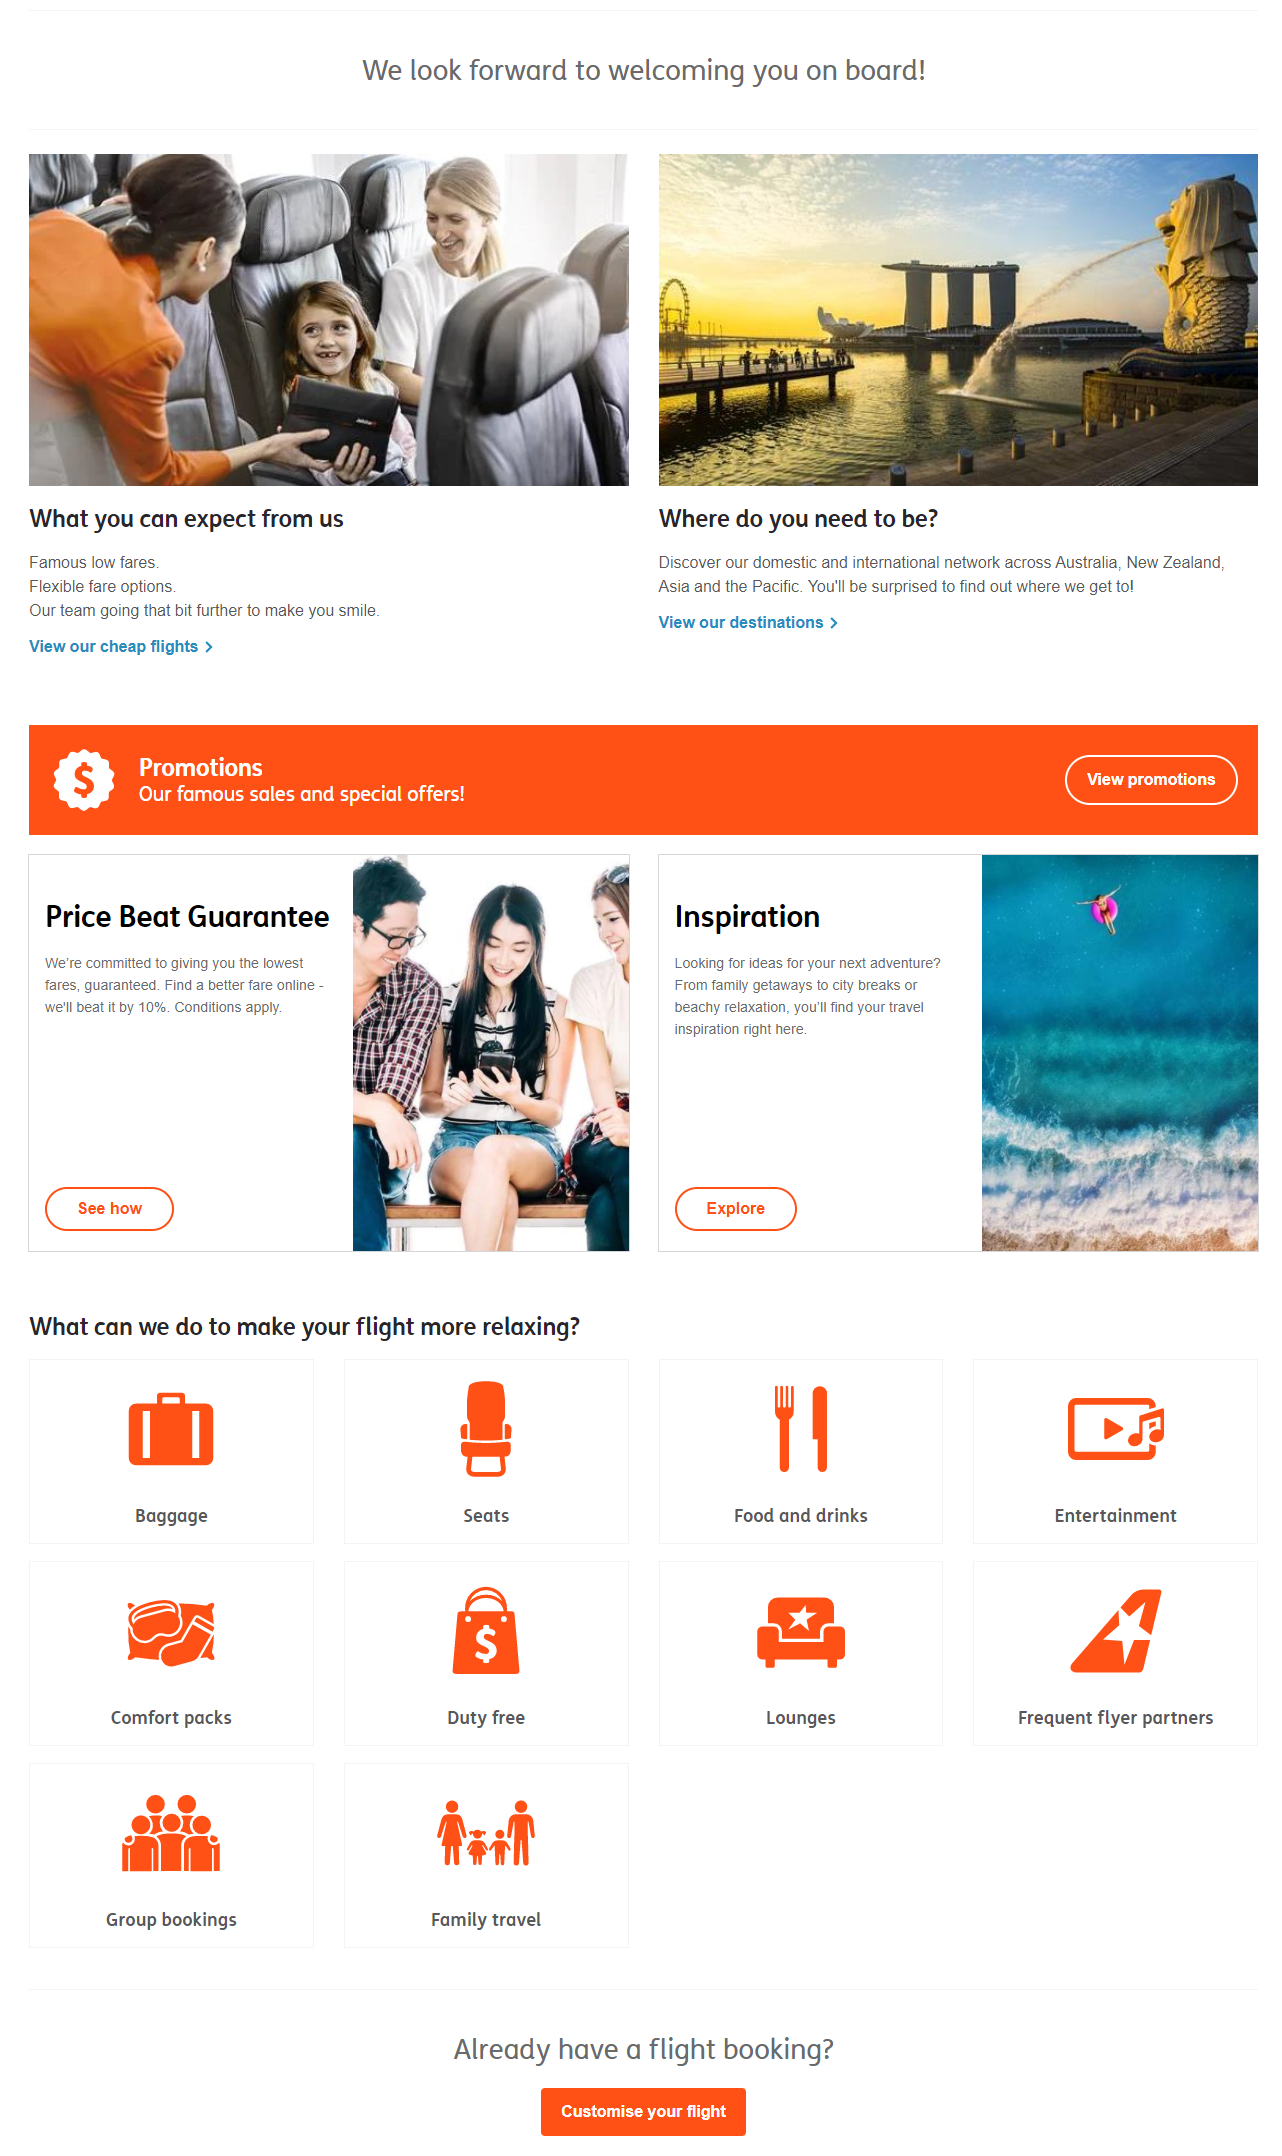 We look forward to welcoming you on board!
What you can expect from us
Famous low fares.
Flexible fare options.
Our team going that bit further to make you smile.
View our cheap flights
Where do you need to be?
Discover our domestic and international network across Australia, New Zealand,
Asia and the Pacific. You'll be surprised to find out where we get to!
View our destinations
Promotions
Our famous sales and special offers!
View promotions
Price Beat Guarantee
We’re committed to giving you the lowest
fares, guaranteed. Find a better fare online -
we'll beat it by 10%. Conditions apply.
See how
Inspiration
Looking for ideas for your next adventure?
From family getaways to city breaks or
beachy relaxation, you’ll find your travel
inspiration right here.
Explore
What can we do to make your flight more relaxing?
Baggage
Seats
Food and drinks
Entertainment
Comfort packs
Duty free
Lounges
Frequent flyer partners
Group bookings
Family travel
Already have a flight booking?
Customise your flight